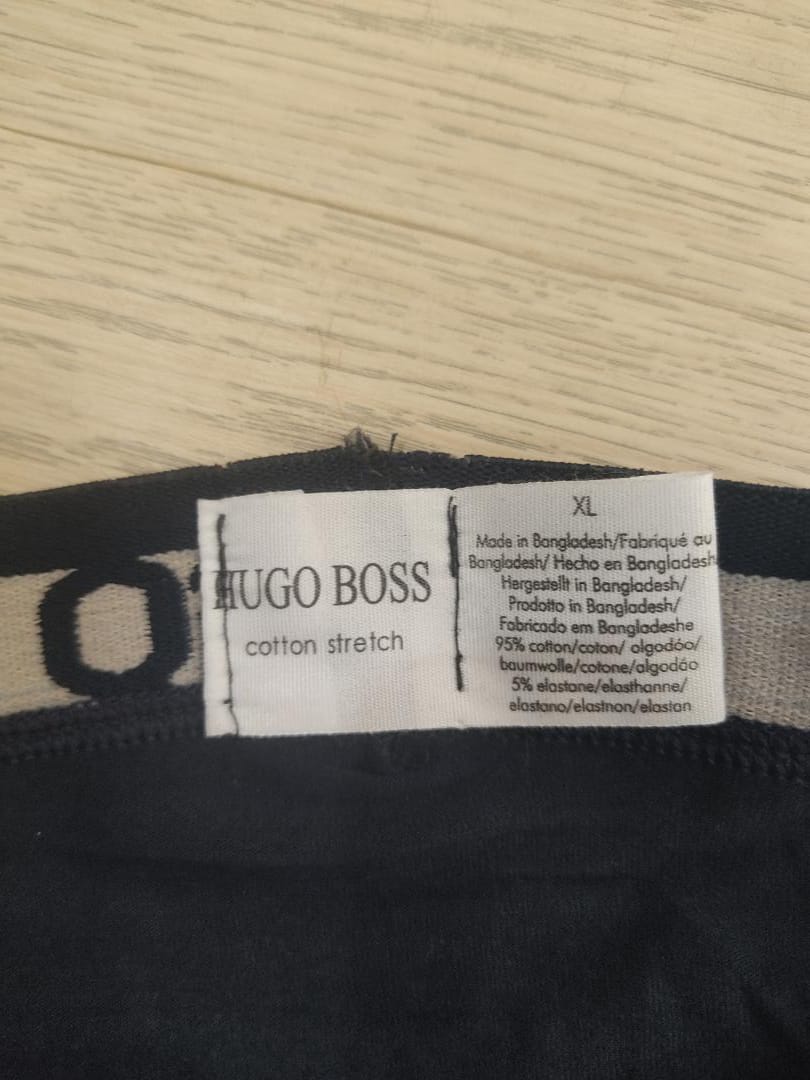 HUGO BOSS
cotton stretch
XL
Made in Bangladesh/Fabriqué au
Bangladesh/ Hecho en Bangladesh
Hergestellt in Bangladesh/
Prodotto in Bangladesh/
Fabricado em Bangladeshe
95% cotton/coton/ olgodóo/
baumwolle/cotone/algodáo
5% elastane/elasthanne/
elastano/elastnon/elastan